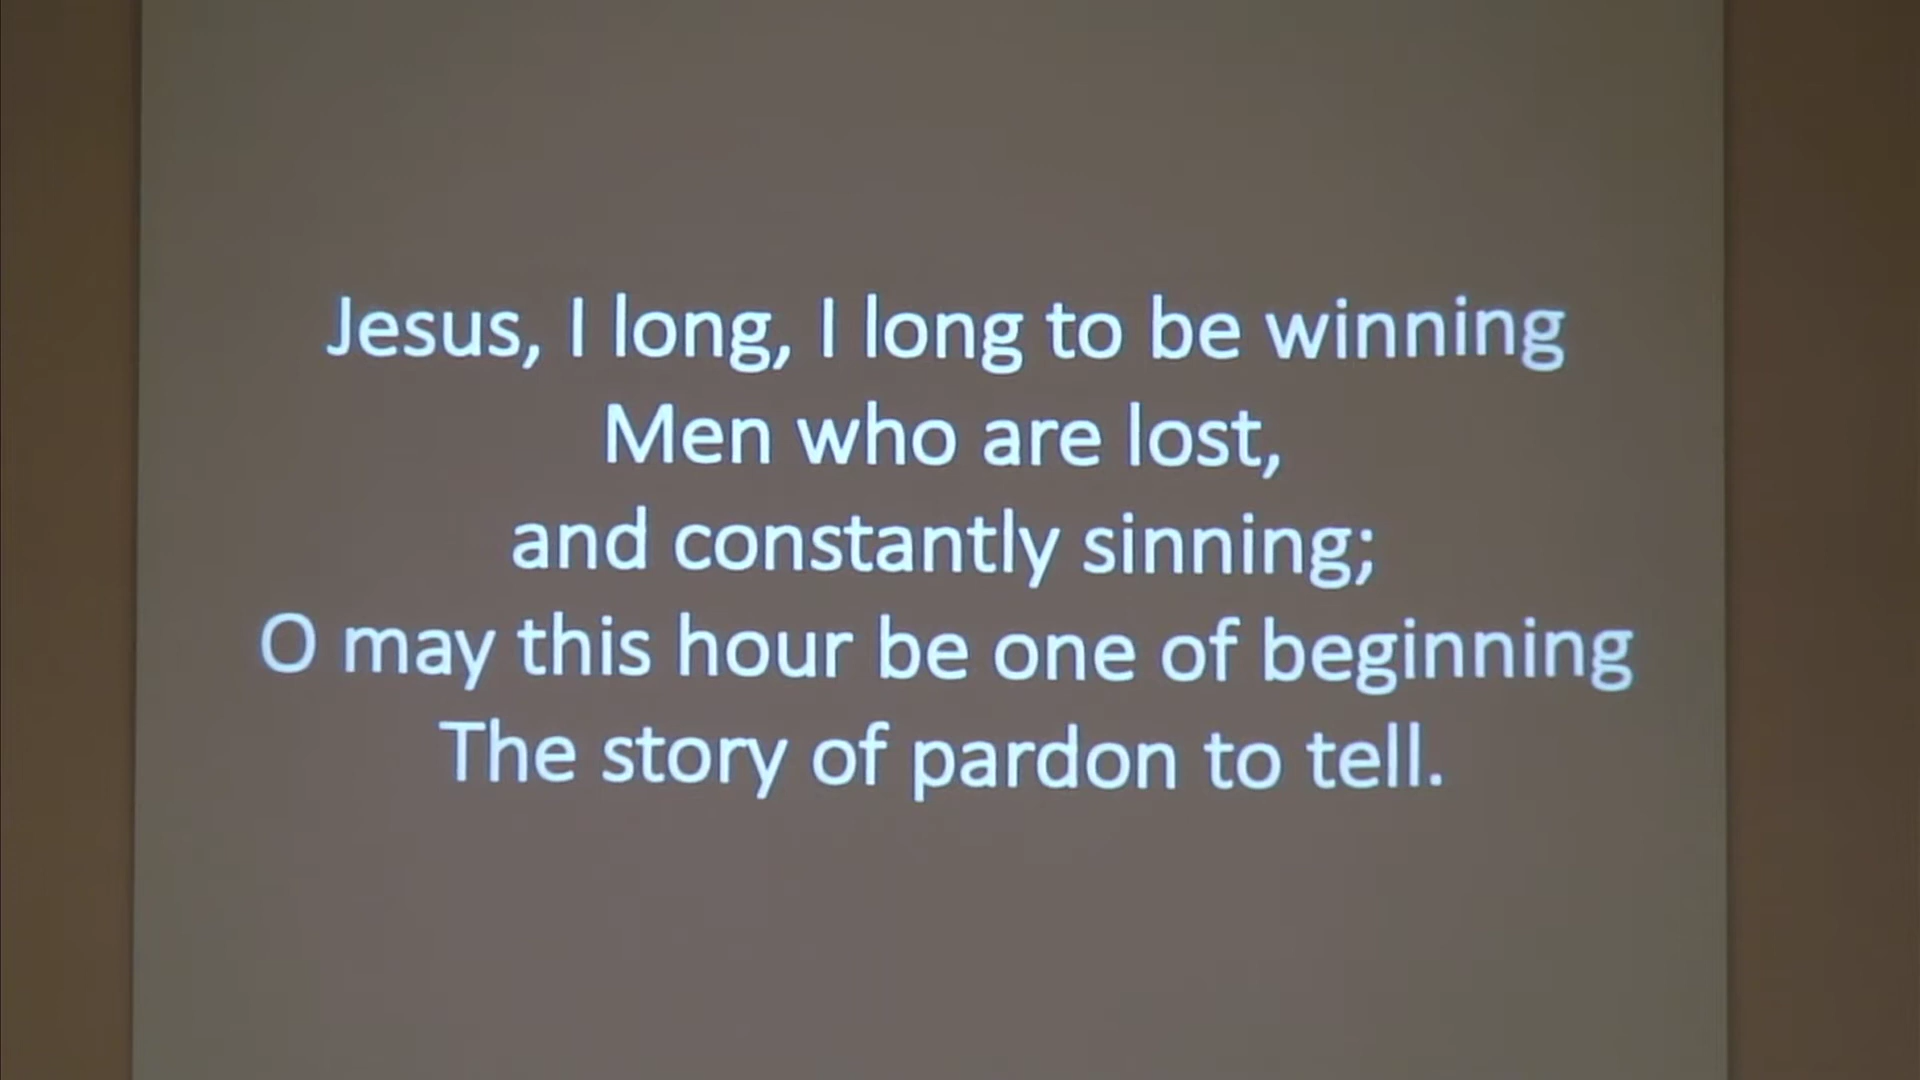 Jesus, I long, I long to be winning
Men who are lost,
and constantly sinning;
O may this hour be one of beginning
The story of pardon to tell.